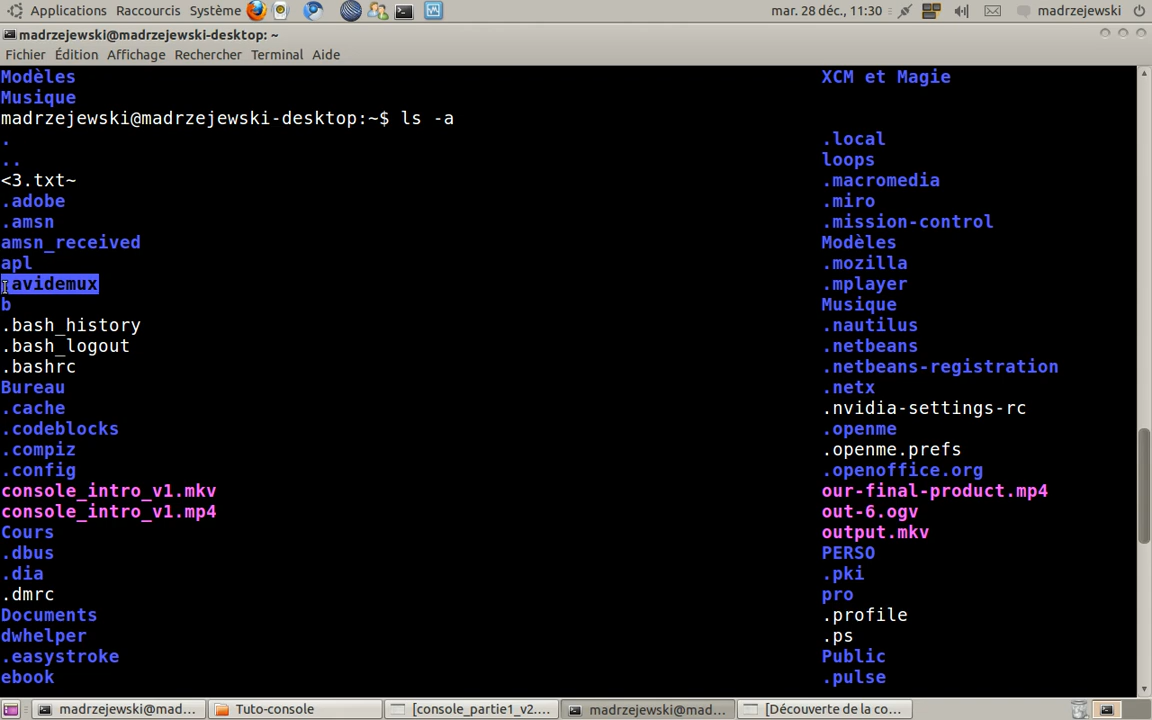 Applications Raccourcis Système mar. 28 déc., 11:30 madrzejewski
madrzejewski@madrzejewski-desktop: ~
Fichier Édition Affichage Rechercher Terminal Aide
Modèles XCM et Magie
Musique
madrzejewski@madrzejewski-desktop:~$ ls -a
. .local
.. loops
<3.txt~ .macromedia
.adobe .miro
.amsn .mission-control
amsn_received Modèles
apl .mozilla
.avidemux .mplayer
b Musique
.bash_history .nautilus
.bash_logout .netbeans
.bashrc .netbeans-registration
Bureau .netx
.cache .nvidia-settings-rc
.codeblocks .openme
.compiz .openme.prefs
.config .openoffice.org
console_intro_v1.mkv our-final-product.mp4
console_intro_v1.mp4 out-6.ogv
Cours output.mkv
.dbus PERSO
.dia .pki
.dmrc pro
Documents .profile
dwhelper .ps
.easystroke Public
ebook .pulse
madrzejewski@mad... Tuto-console [console_partie1_v2.... madrzejewski@mad... [Découverte de la co...